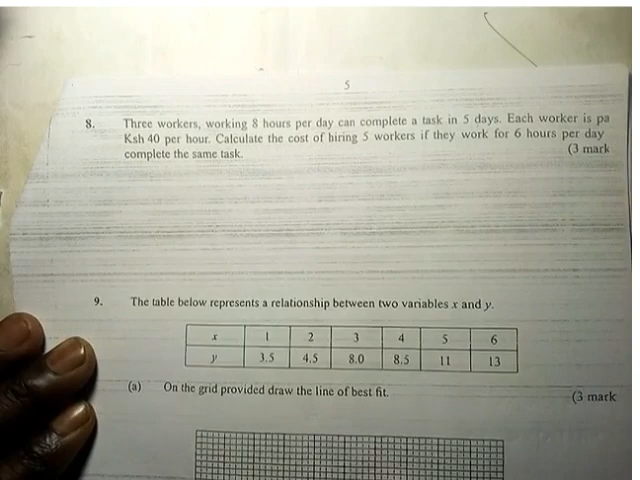 5
8. Three workers, working 8 hours per day can complete a task in 5 days. Each worker is pa
Ksh 40 per hour. Calculate the cost of hiring 5 workers if they work for 6 hours per day
complete the same task. (3 mark
9. The table below represents a relationship between two variables x and y.
x 1 2 3 4 5 6
y 3.5 4.5 8.0 8.5 11 13
(a) On the grid provided draw the line of best fit. (3 mark